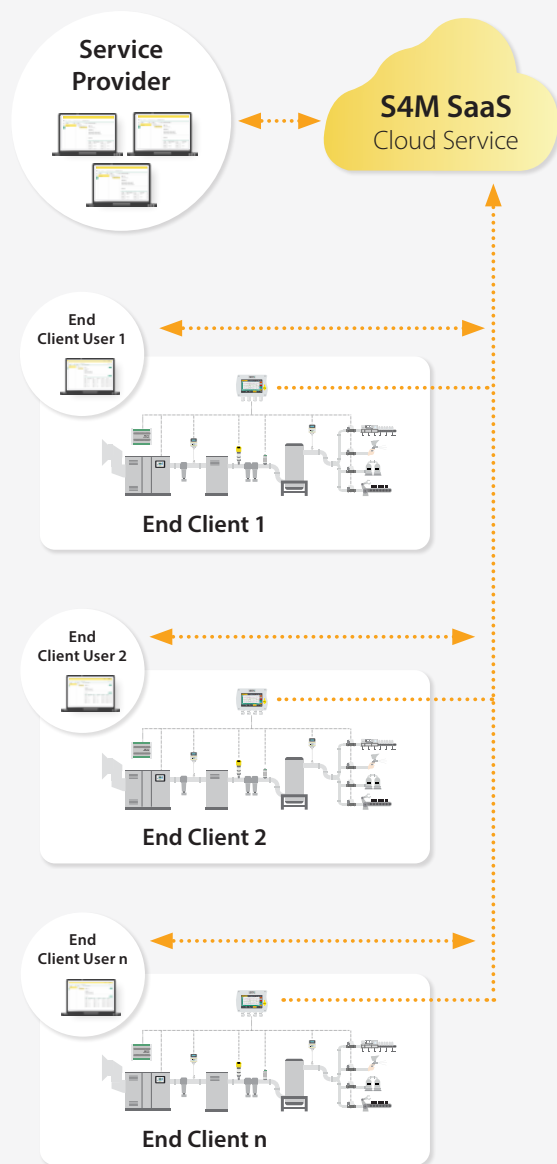 Service
Provider
S4M SaaS
Cloud Service
End
Client User 1
End Client 1
End
Client User 2
End Client 2
End
Client User n
End Client n